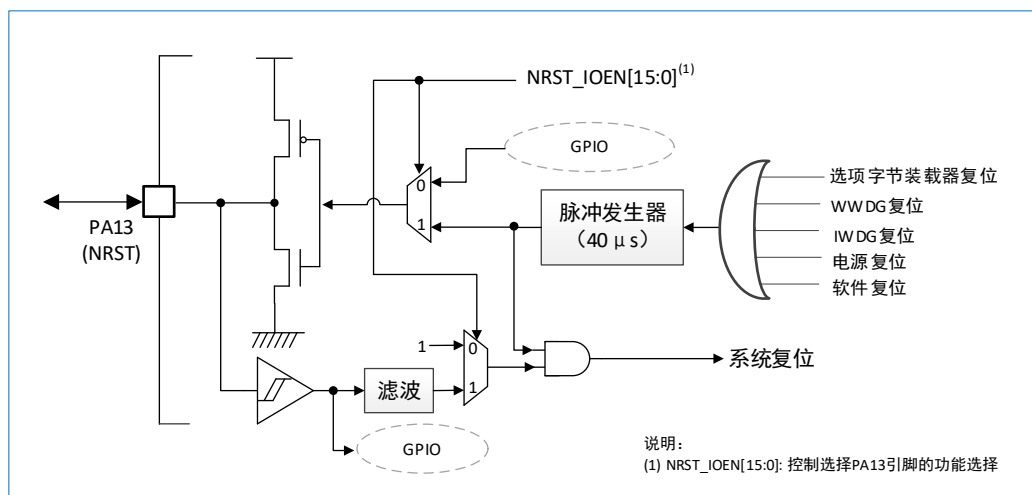 NRST_IOEN[15:0](1)
GPIO
0
1
脉冲发生器
（40 μs）
选项字节装载器复位
WWDG复位
IWDG复位
电源复位
软件复位
PA13
(NRST)
1
0
1
系统复位
滤波
GPIO
说明：
(1) NRST_IOEN[15:0]: 控制选择PA13引脚的功能选择